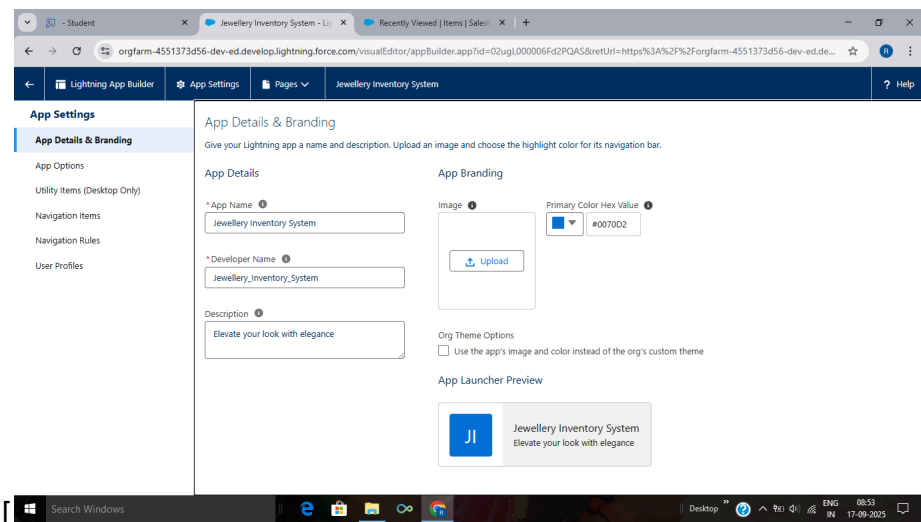 - Student
Jewellery Inventory System - Lig
Recently Viewed | Items | Salesf
orgfarm-4551373d56-dev-ed.develop.lightning.force.com/visualEditor/appBuilder.app?id=02ugL000006Fd2PQAS&retUrl=https%3A%2F%2Forgfarm-4551373d56-dev-ed.de...
R
Lightning App Builder
App Settings
Pages
Jewellery Inventory System
? Help
App Settings
App Details & Branding
App Options
Utility Items (Desktop Only)
Navigation Items
Navigation Rules
User Profiles
App Details & Branding
Give your Lightning app a name and description. Upload an image and choose the highlight color for its navigation bar.
App Details
* App Name
Jewellery Inventory System
* Developer Name
Jewellery_Inventory_System
Description
Elevate your look with elegance
App Branding
Image
Upload
Primary Color Hex Value
#0070D2
Org Theme Options
Use the app's image and color instead of the org's custom theme
App Launcher Preview
JI
Jewellery Inventory System
Elevate your look with elegance
[
Search Windows
Desktop
ENG
IN
08:53
17-09-2025